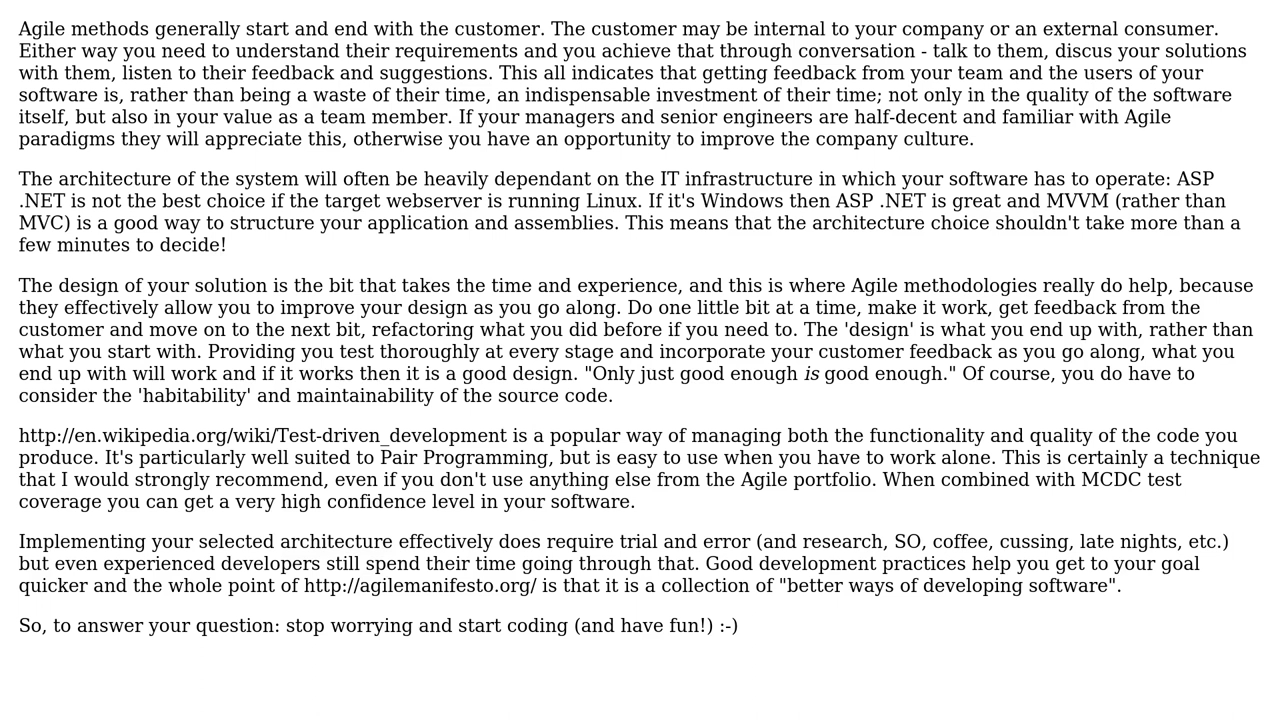 Agile methods generally start and end with the customer. The customer may be internal to your company or an external consumer.
Either way you need to understand their requirements and you achieve that through conversation - talk to them, discus your solutions
with them, listen to their feedback and suggestions. This all indicates that getting feedback from your team and the users of your
software is, rather than being a waste of their time, an indispensable investment of their time; not only in the quality of the software
itself, but also in your value as a team member. If your managers and senior engineers are half-decent and familiar with Agile
paradigms they will appreciate this, otherwise you have an opportunity to improve the company culture.
The architecture of the system will often be heavily dependant on the IT infrastructure in which your software has to operate: ASP
.NET is not the best choice if the target webserver is running Linux. If it's Windows then ASP .NET is great and MVVM (rather than
MVC) is a good way to structure your application and assemblies. This means that the architecture choice shouldn't take more than a
few minutes to decide!
The design of your solution is the bit that takes the time and experience, and this is where Agile methodologies really do help, because
they effectively allow you to improve your design as you go along. Do one little bit at a time, make it work, get feedback from the
customer and move on to the next bit, refactoring what you did before if you need to. The 'design' is what you end up with, rather than
what you start with. Providing you test thoroughly at every stage and incorporate your customer feedback as you go along, what you
end up with will work and if it works then it is a good design. "Only just good enough is good enough." Of course, you do have to
consider the 'habitability' and maintainability of the source code.
http://en.wikipedia.org/wiki/Test-driven_development is a popular way of managing both the functionality and quality of the code you
produce. It's particularly well suited to Pair Programming, but is easy to use when you have to work alone. This is certainly a technique
that I would strongly recommend, even if you don't use anything else from the Agile portfolio. When combined with MCDC test
coverage you can get a very high confidence level in your software.
Implementing your selected architecture effectively does require trial and error (and research, SO, coffee, cussing, late nights, etc.)
but even experienced developers still spend their time going through that. Good development practices help you get to your goal
quicker and the whole point of http://agilemanifesto.org/ is that it is a collection of "better ways of developing software".
So, to answer your question: stop worrying and start coding (and have fun!) :-)